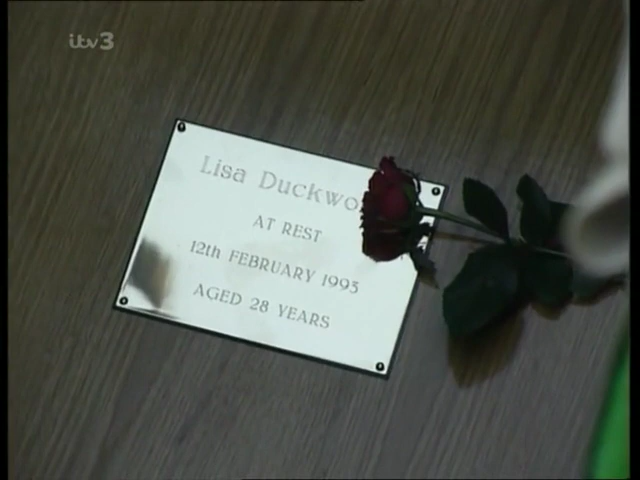 itv3
Lisa Duckwo
AT REST
12th FEBRUARY 1993
AGED 28 YEARS